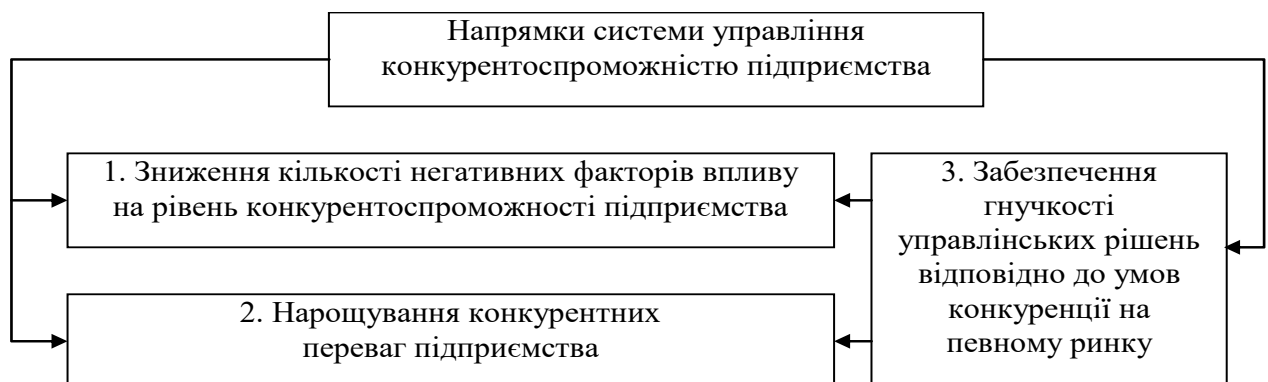 Напрямки системи управління
конкурентоспроможністю підприємства
1. Зниження кількості негативних факторів впливу
на рівень конкурентоспроможності підприємства
2. Нарощування конкурентних
переваг підприємства
3. Забезпечення
гнучкості
управлінських рішень
відповідно до умов
конкуренції на
певному ринку